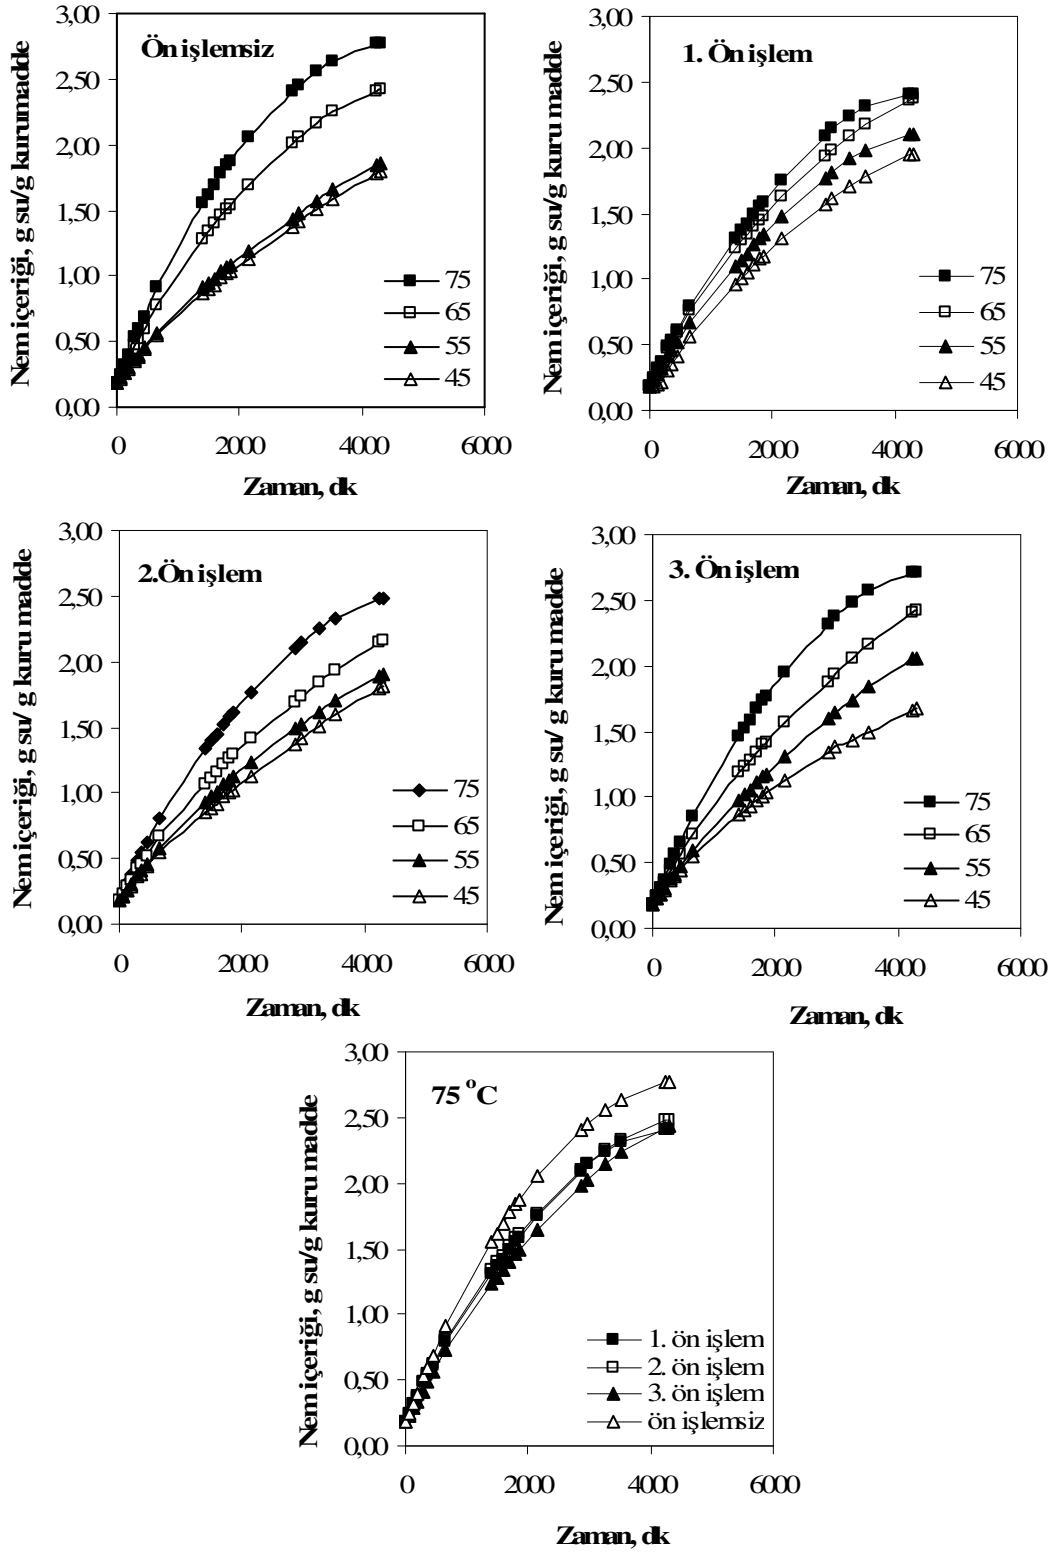 Ön işlemsiz
Nem içeriği, g su/g kuru madde
3,00
2,50
2,00
1,50
1,00
0,50
0,00
75
65
55
45
0 2000 4000 6000
Zaman, dk
1. Ön işlem
Nem içeriği, g su/g kuru madde
3,00
2,50
2,00
1,50
1,00
0,50
0,00
75
65
55
45
0 2000 4000 6000
Zaman, dk
2.Ön işlem
Nem içeriği, g su/ g kuru madde
3,00
2,50
2,00
1,50
1,00
0,50
0,00
75
65
55
45
0 2000 4000 6000
Zaman, dk
3. Ön işlem
Nem içeriği, g su/ g kuru madde
3,00
2,50
2,00
1,50
1,00
0,50
0,00
75
65
55
45
0 2000 4000 6000
Zaman, dk
75 °C
Nem içeriği, g su/g kuru madde
3,00
2,50
2,00
1,50
1,00
0,50
0,00
1. ön işlem
2. ön işlem
3. ön işlem
ön işlemsiz
0 2000 4000 6000
Zaman, dk